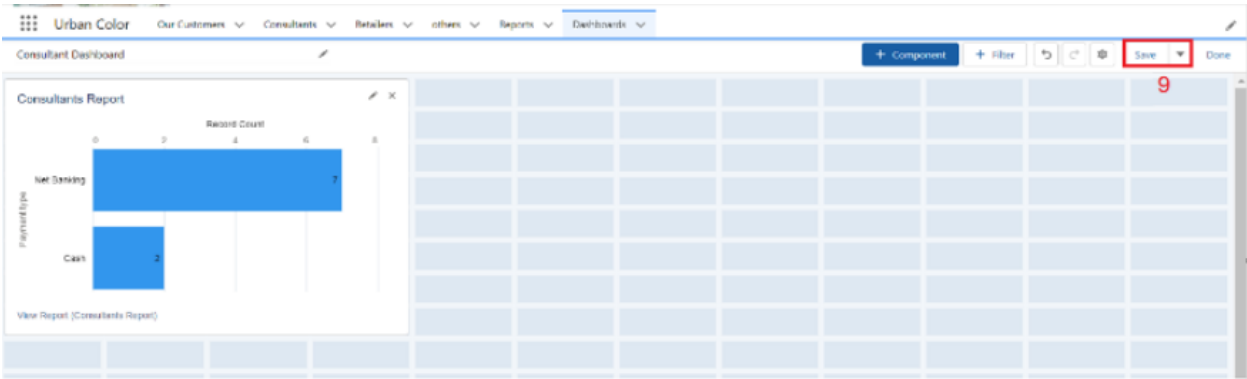 Urban Color Our Customers Consultants Retailers others Reports Dashboards
Consultant Dashboard + Component + Filter Save Done
9
Consultants Report
Record Count
0 2 4 6 8
Net Banking 7
Payment type
Cash 2
View Report (Consultants Report)